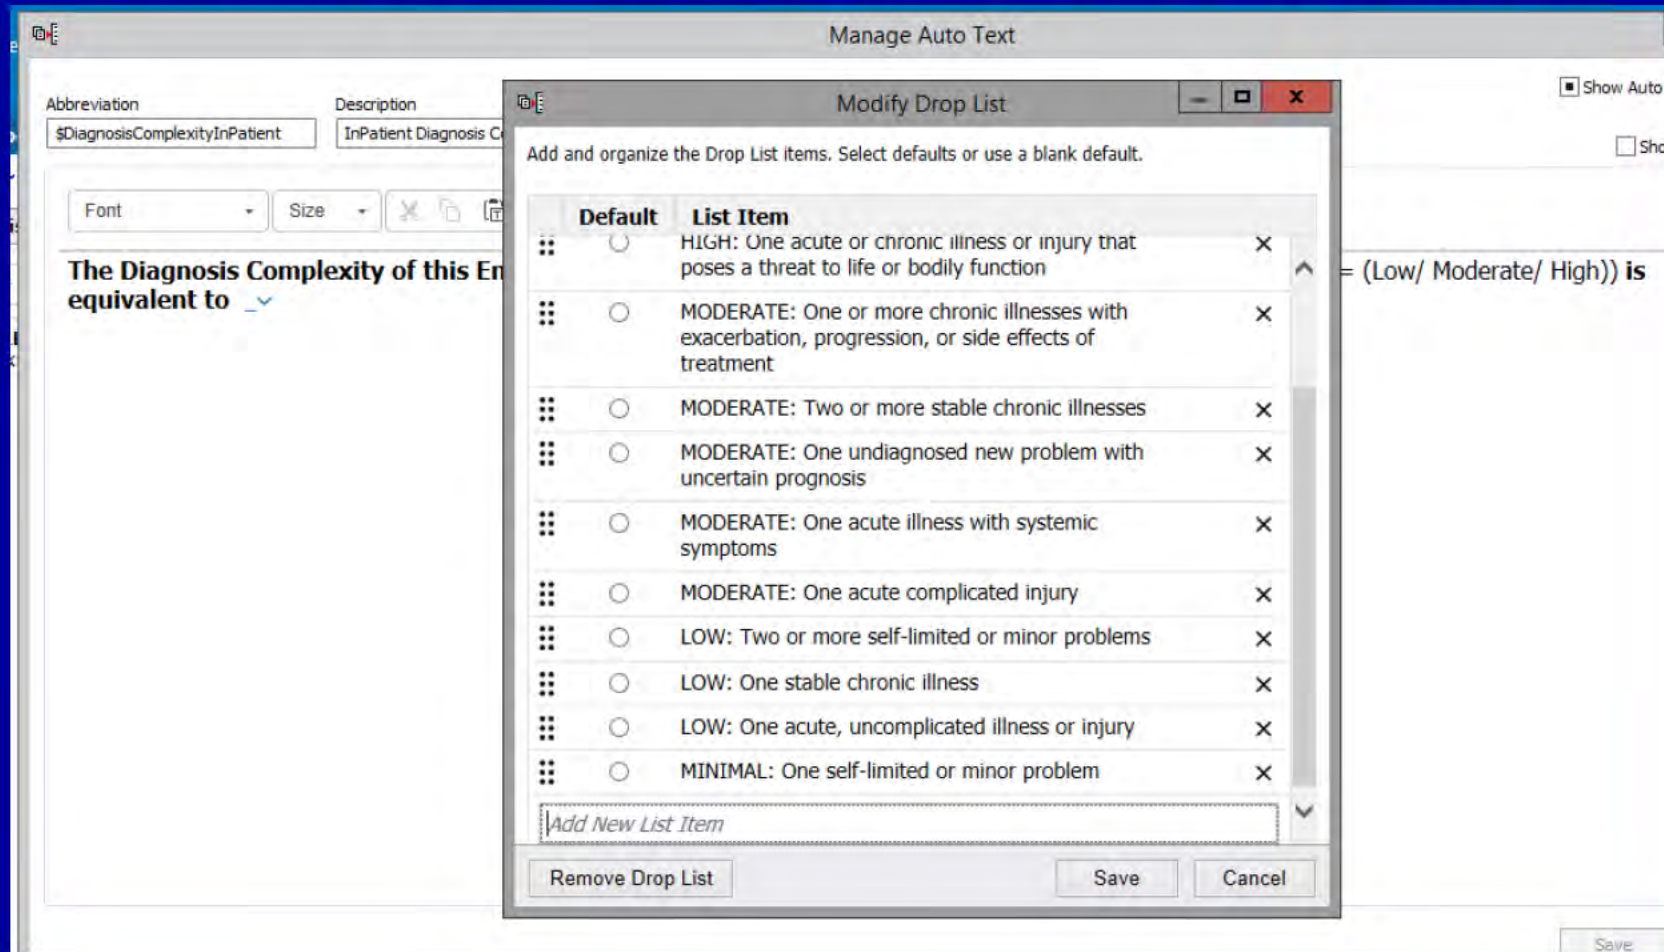 Manage Auto Text
Abbreviation
Description
Show Auto
$DiagnosisComplexityInPatient
InPatient Diagnosis
Font
Size
The Diagnosis Complexity of this
= (Low/ Moderate/ High)) is
equivalent to _
Modify Drop List
Add and organize the Drop List items. Select defaults or use a blank default.
Default List Item
HIGH: One acute or chronic illness or injury that
poses a threat to life or bodily function
MODERATE: One or more chronic illnesses with
exacerbation, progression, or side effects of
treatment
MODERATE: Two or more stable chronic illnesses
MODERATE: One undiagnosed new problem with
uncertain prognosis
MODERATE: One acute illness with systemic
symptoms
MODERATE: One acute complicated injury
LOW: Two or more self-limited or minor problems
LOW: One stable chronic illness
LOW: One acute, uncomplicated illness or injury
MINIMAL: One self-limited or minor problem
Add New List Item
Remove Drop List
Save
Cancel
Save